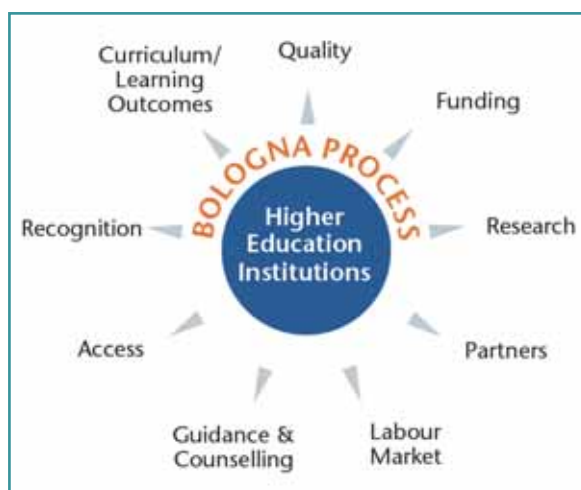 Quality
Curriculum/
Learning
Outcomes
Funding
BOLOGNA PROCESS
Higher
Education
Institutions
Recognition
Research
Access
Partners
Guidance &
Counselling
Labour
Market